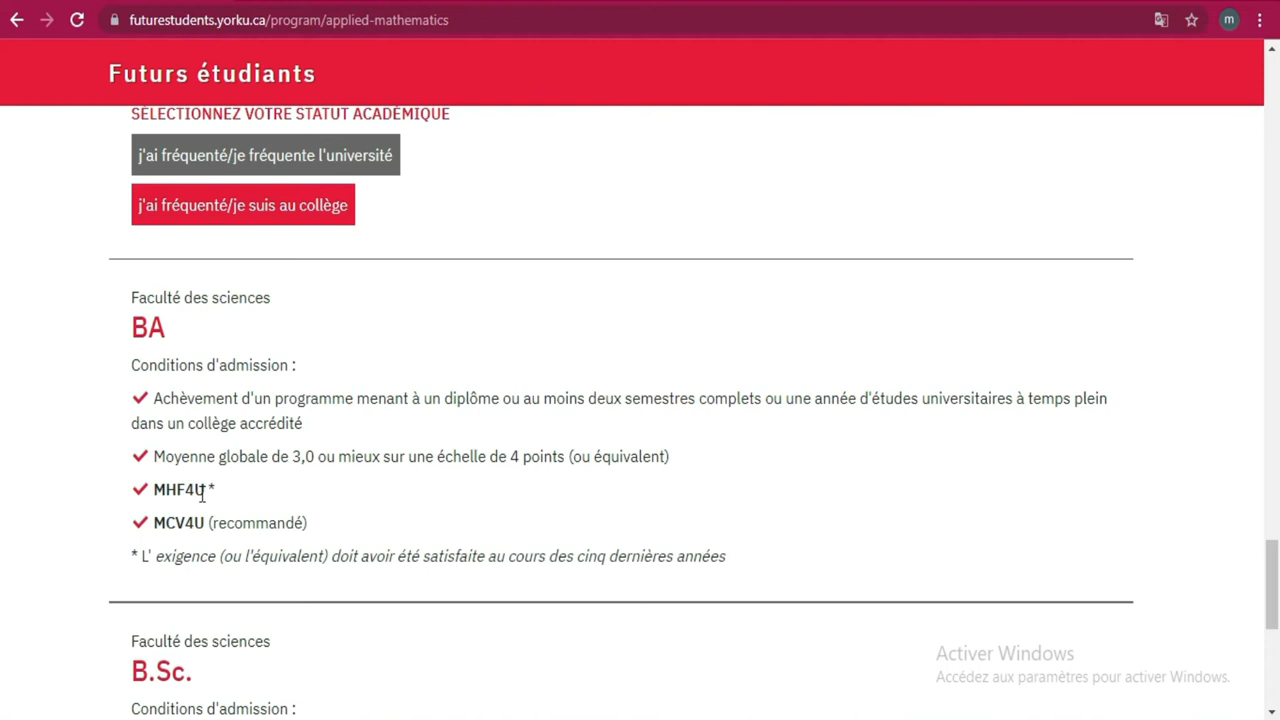 futurestudents.yorku.ca/program/applied-mathematics
m
Futurs étudiants
SÉLECTIONNEZ VOTRE STATUT ACADÉMIQUE
j'ai fréquenté/je fréquente l'université
j'ai fréquenté/je suis au collège
Faculté des sciences
BA
Conditions d'admission :
Achèvement d'un programme menant à un diplôme ou au moins deux semestres complets ou une année d'études universitaires à temps plein
dans un collège accrédité
Moyenne globale de 3,0 ou mieux sur une échelle de 4 points (ou équivalent)
MHF4U *
MCV4U (recommandé)
* L' exigence (ou l'équivalent) doit avoir été satisfaite au cours des cinq dernières années
Faculté des sciences
B.Sc.
Conditions d'admission :
Activer Windows
Accédez aux paramètres pour activer Windows.